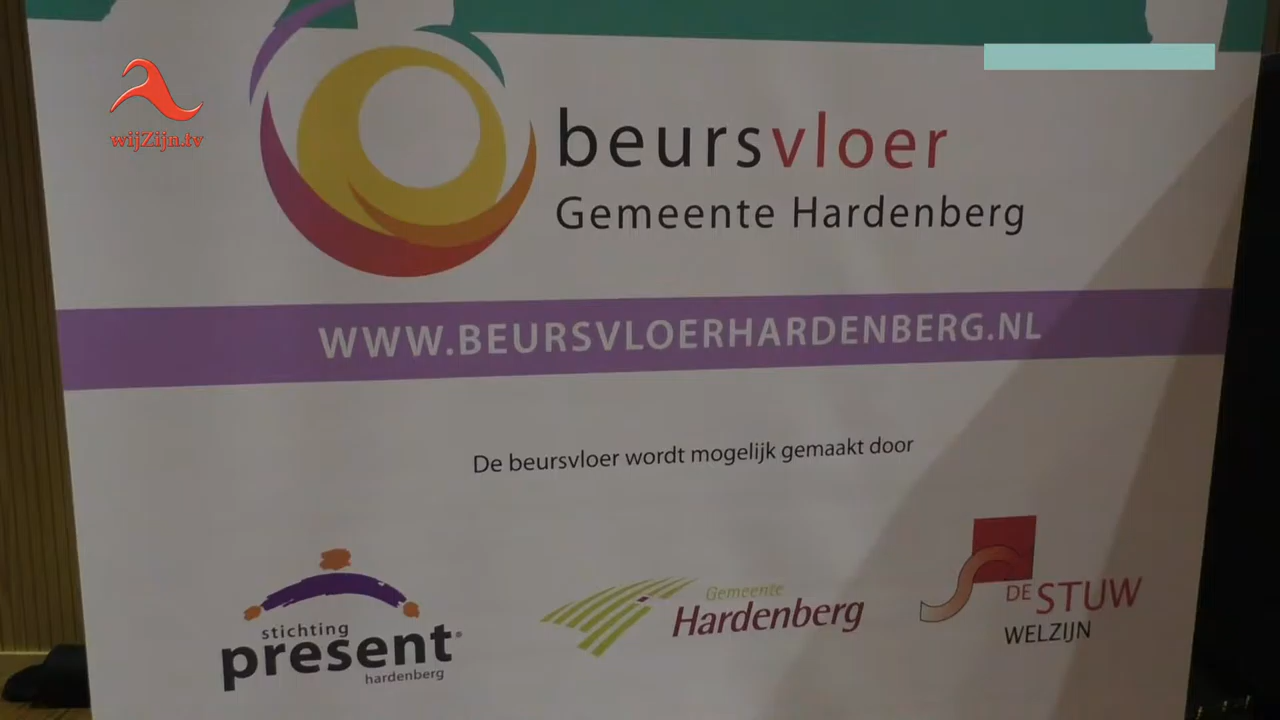 wijZijn.tv
beursvloer
Gemeente Hardenberg
WWW.BEURSVLOERHARDENBERG.NL
De beursvloer wordt mogelijk gemaakt door
stichting
present
hardenberg
Gemeente
Hardenberg
DE STUW
WELZIJN